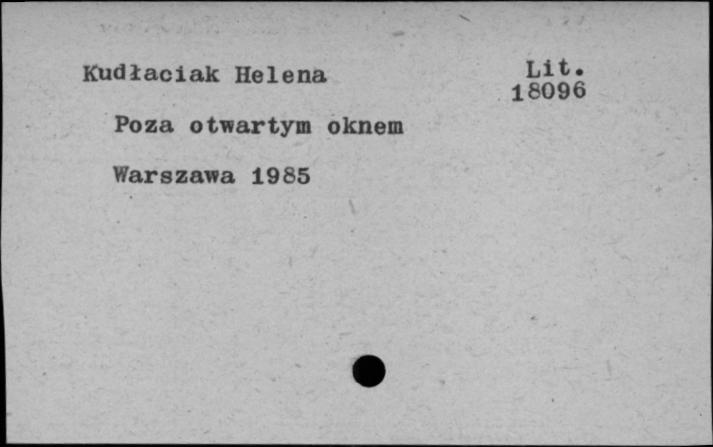 Kudłaciak Helena
Lit.
18096
Poza otwartym oknem
Warszawa 1985